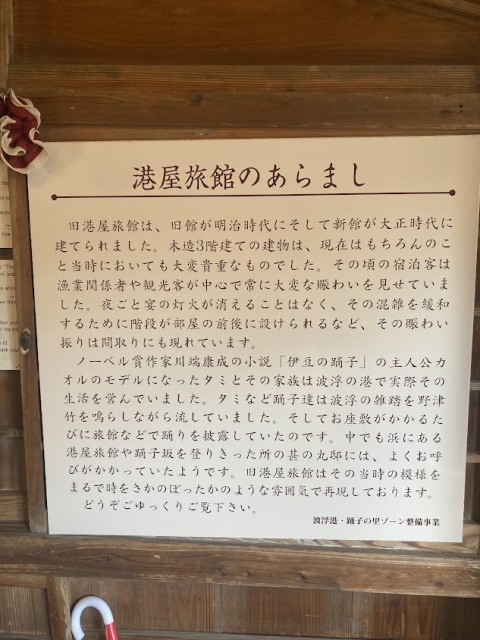 港屋旅館のあらまし
旧港屋旅館は、旧館が明治時代にそして新館が大正時代に
建てられました。木造3階建ての建物は、現在はもちろんのこ
と当時においても大変貴重なものでした。その頃の宿泊客は
漁業関係者や観光客が中心で常に大変な賑わいを見せていま
した。夜ごと宴の灯火が消えることはなく、その混雑を緩和
するために階段が部屋の前後に設けられるなど、その賑わい
振りは間取りにも現れています。
ノーベル賞作家川端康成の小説「伊豆の踊子」の主人公カ
オルのモデルになったタミとその家族は波浮の港で実際その
生活を営んでいました。タミなど踊子達は波浮の雑踏を野津
竹を鳴らしながら流していました。そしてお座敷がかかるた
びに旅館などで踊りを披露していたのです。中でも浜にある
港屋旅館や踊子坂を登りきった所の甚の丸邸には、よくお呼
びがかかっていたようです。旧港屋旅館はその当時の模様を
まるで時をさかのぼったかのような雰囲気で再現しております。
どうぞごゆっくりご覧下さい。
波浮港・踊子の里ゾーン整備事業